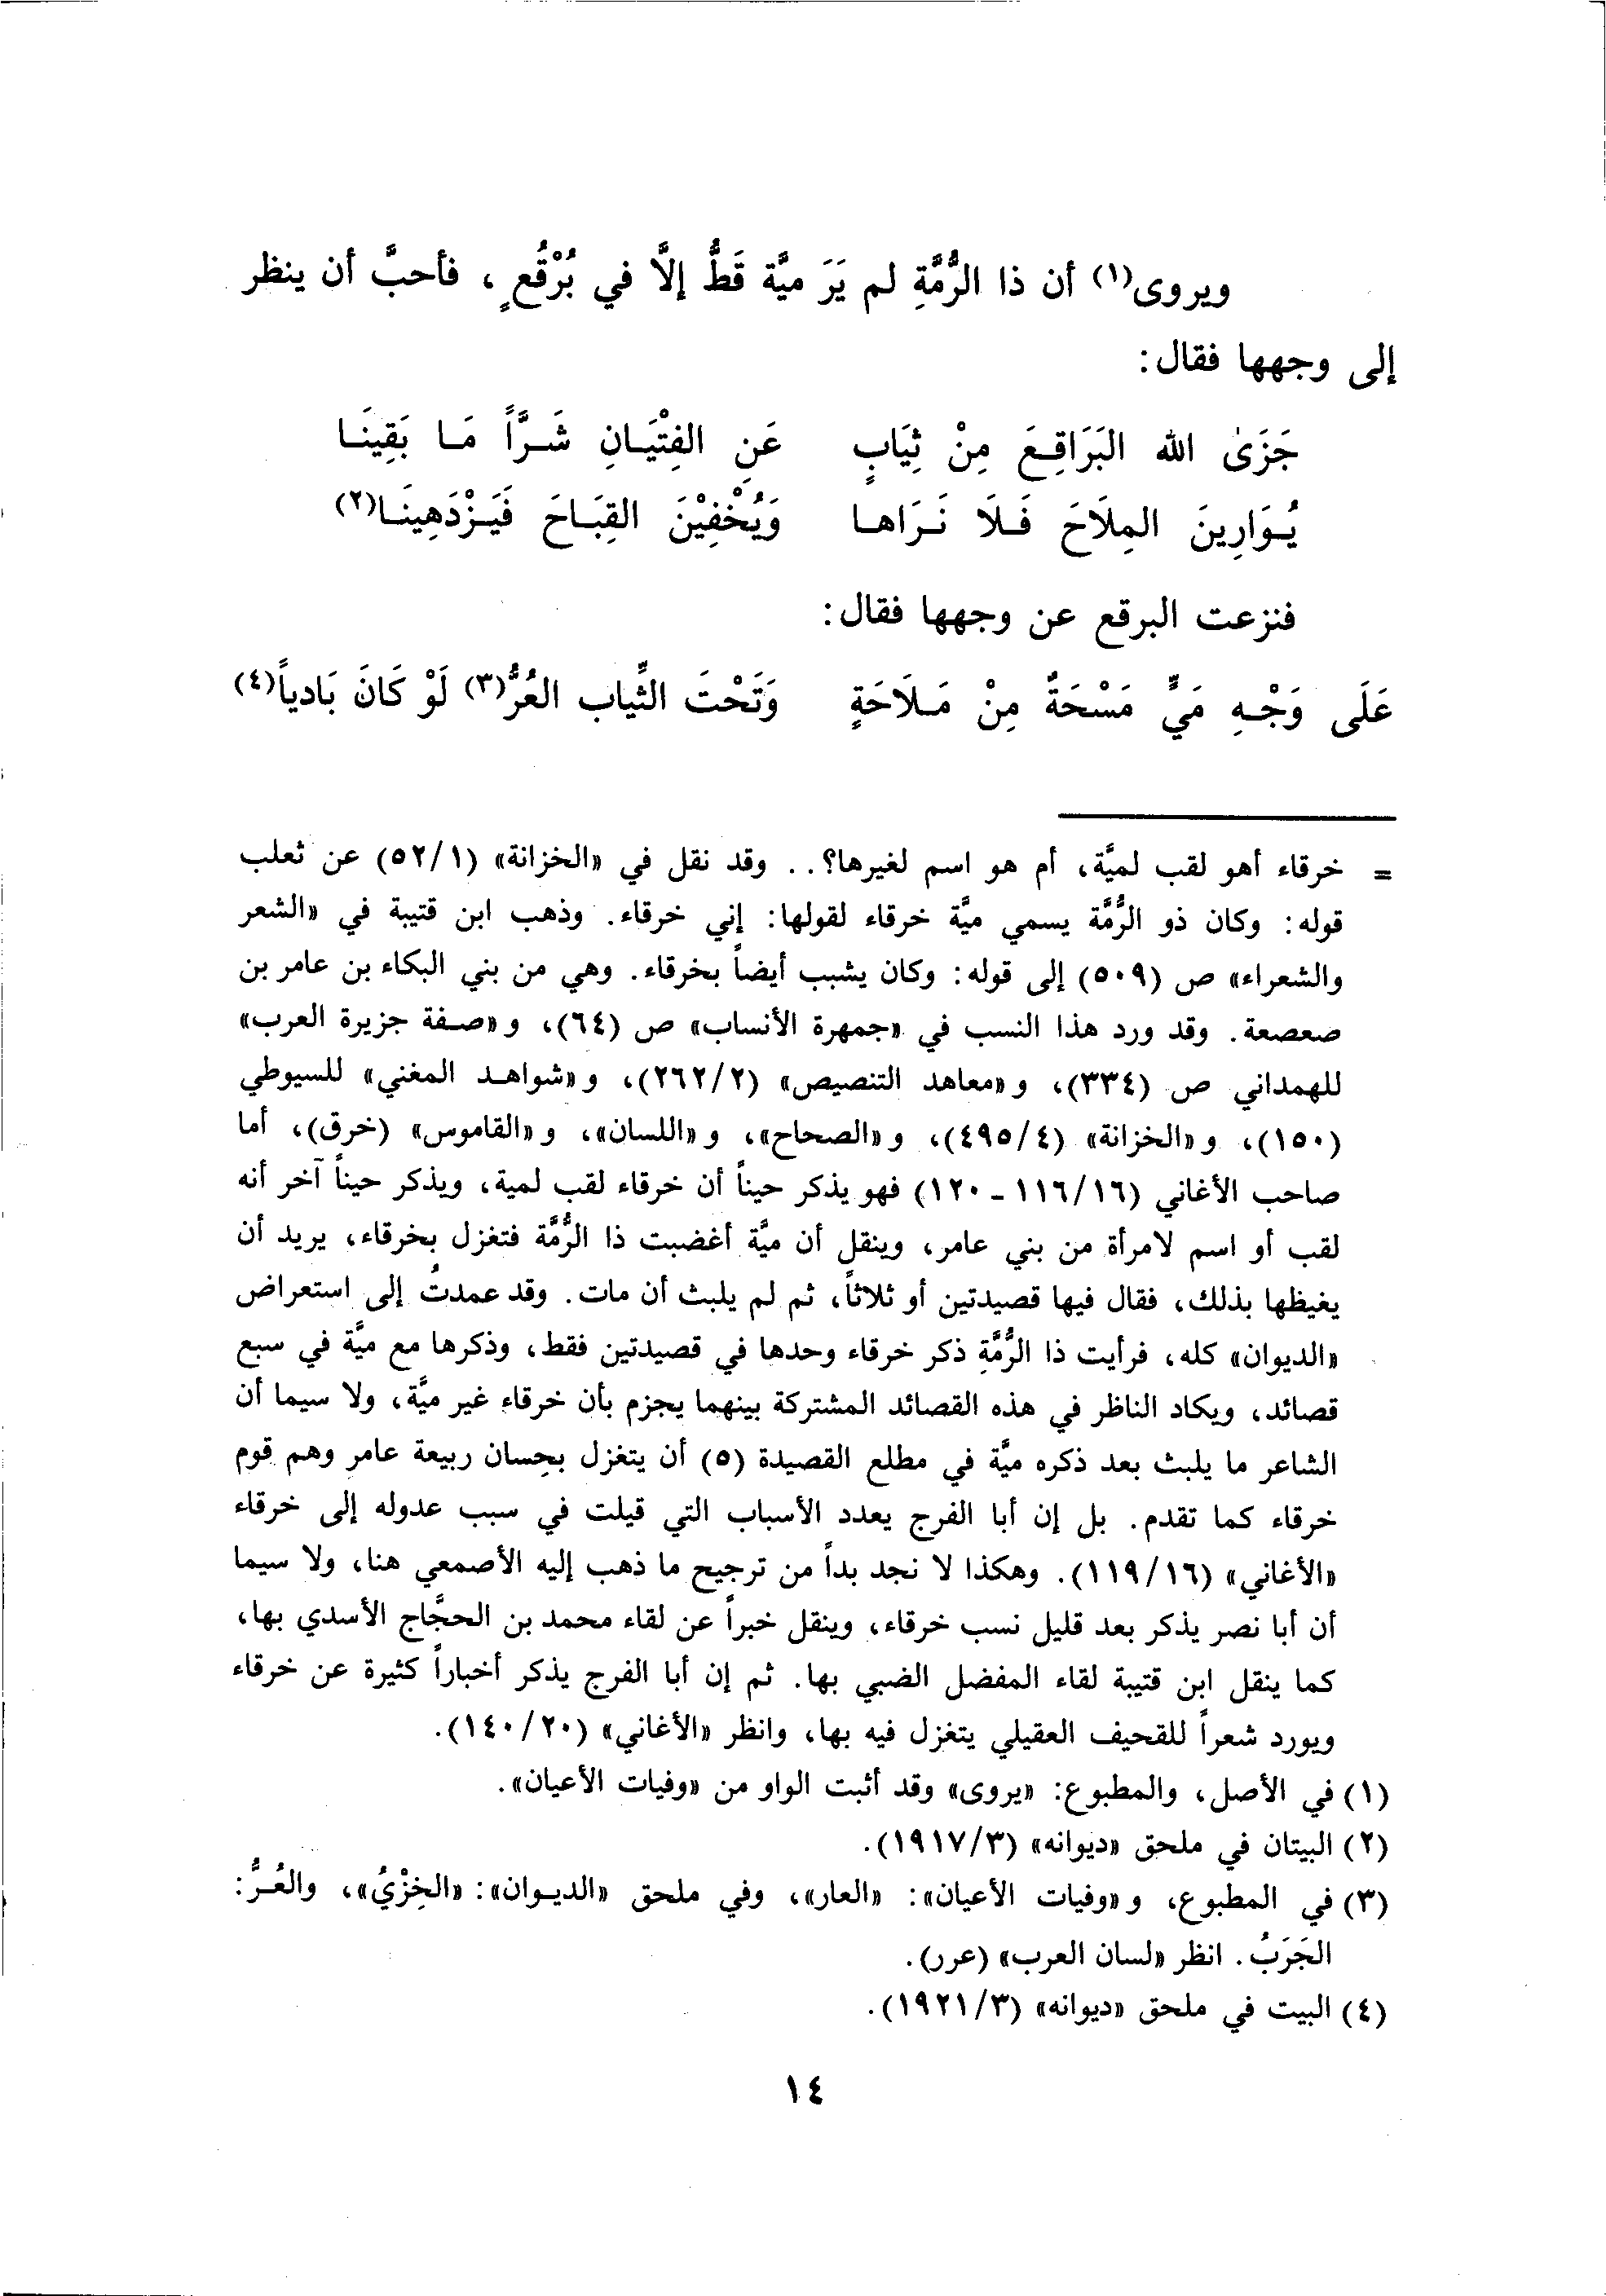 ويروى(١) أن ذا الرُّمَّةِ لم يَرَ ميَّة قَطُّ إلَّا في بُرْقُعٍ، فأحبَّ أن ينظر
إلى وجهها فقال:
جَزَىٰ الله البَرَاقِعَ مِنْ ثِيَابٍ عَنِ الفِتْيَانِ شَرَّاً مَا بَقِينَا
يُوَارِينَ المِلَاحَ فَلَا نَرَاها وَيُخْفِيْنَ القِبَاحَ فَيَزْدَهِينَا(٢)
فنزعت البرقع عن وجهها فقال:
عَلَى وَجْهِ مَيٍّ مَسْحَةٌ مِنْ مَلَاحَةٍ وَتَحْتَ الثِّياب العُرُّ(٣) لَوْ كَانَ بَادياً(٤)
= خرقاء أهو لقب لميَّة، أم هو اسم لغيرها؟.. وقد نقل في «الخزانة» (٥٢/١) عن ثعلب
قوله: وكان ذو الرُّمَّة يسمي ميَّة خرقاء لقولها: إني خرقاء. وذهب ابن قتيبة في «الشعر
والشعراء» ص (٥٠٩) إلى قوله: وكان يشبب أيضاً بخرقاء. وهي من بني البكاء بن عامر بن
صعصعة. وقد ورد هذا النسب في «جمهرة الأنساب» ص (٦٤)، و «صفة جزيرة العرب»
للهمداني ص (٣٣٤)، و «معاهد التنصيص» (٢٦٢/٢)، و «شواهد المغني» للسيوطي
(١٥٠)، و «الخزانة» (٤٩٥/٤)، و «الصحاح»، و «اللسان»، و «القاموس» (خرق)، أما
صاحب الأغاني (١١٦/١٦ - ١٢٠) فهو يذكر حيناً أن خرقاء لقب لمية، ويذكر حيناً آخر أنه
لقب أو اسم لامرأة من بني عامر، وينقل أن ميَّة أغضبت ذا الرُّمَّة فتغزل بخرقاء، يريد أن
يغيظها بذلك، فقال فيها قصيدتين أو ثلاثاً، ثم لم يلبث أن مات. وقد عمدتُ إلى استعراض
«الديوان» كله، فرأيت ذا الرُّمَّةِ ذكر خرقاء وحدها في قصيدتين فقط، وذكرها مع ميَّة في سبع
قصائد، ويكاد الناظر في هذه القصائد المشتركة بينهما يجزم بأن خرقاء غير ميَّة، ولا سيما أن
الشاعر ما يلبث بعد ذكره ميَّة في مطلع القصيدة (٥) أن يتغزل بحِسان ربيعة عامر وهم قوم
خرقاء كما تقدم. بل إن أبا الفرج يعدد الأسباب التي قيلت في سبب عدوله إلى خرقاء
«الأغاني» (١١٩/١٦). وهكذا لا نجد بداً من ترجيح ما ذهب إليه الأصمعي هنا، ولا سيما
أن أبا نصر يذكر بعد قليل نسب خرقاء، وينقل خبراً عن لقاء محمد بن الحجَّاج الأسدي بها،
كما ينقل ابن قتيبة لقاء المفضل الضبي بها. ثم إن أبا الفرج يذكر أخباراً كثيرة عن خرقاء
ويورد شعراً للقحيف العقيلي يتغزل فيه بها، وانظر «الأغاني» (١٤٠/٢٠).
(١) في الأصل، والمطبوع: «يروى» وقد أثبت الواو من «وفيات الأعيان».
(٢) البيتان في ملحق «ديوانه» (١٩١٧/٣).
(٣) في المطبوع، و «وفيات الأعيان»: «العار»، وفي ملحق «الديوان»: «الخِزْيُ»، والعُرُّ:
الجَرَبُ. انظر «لسان العرب» (عرر).
(٤) البيت في ملحق «ديوانه» (١٩٢١/٣).
١٤